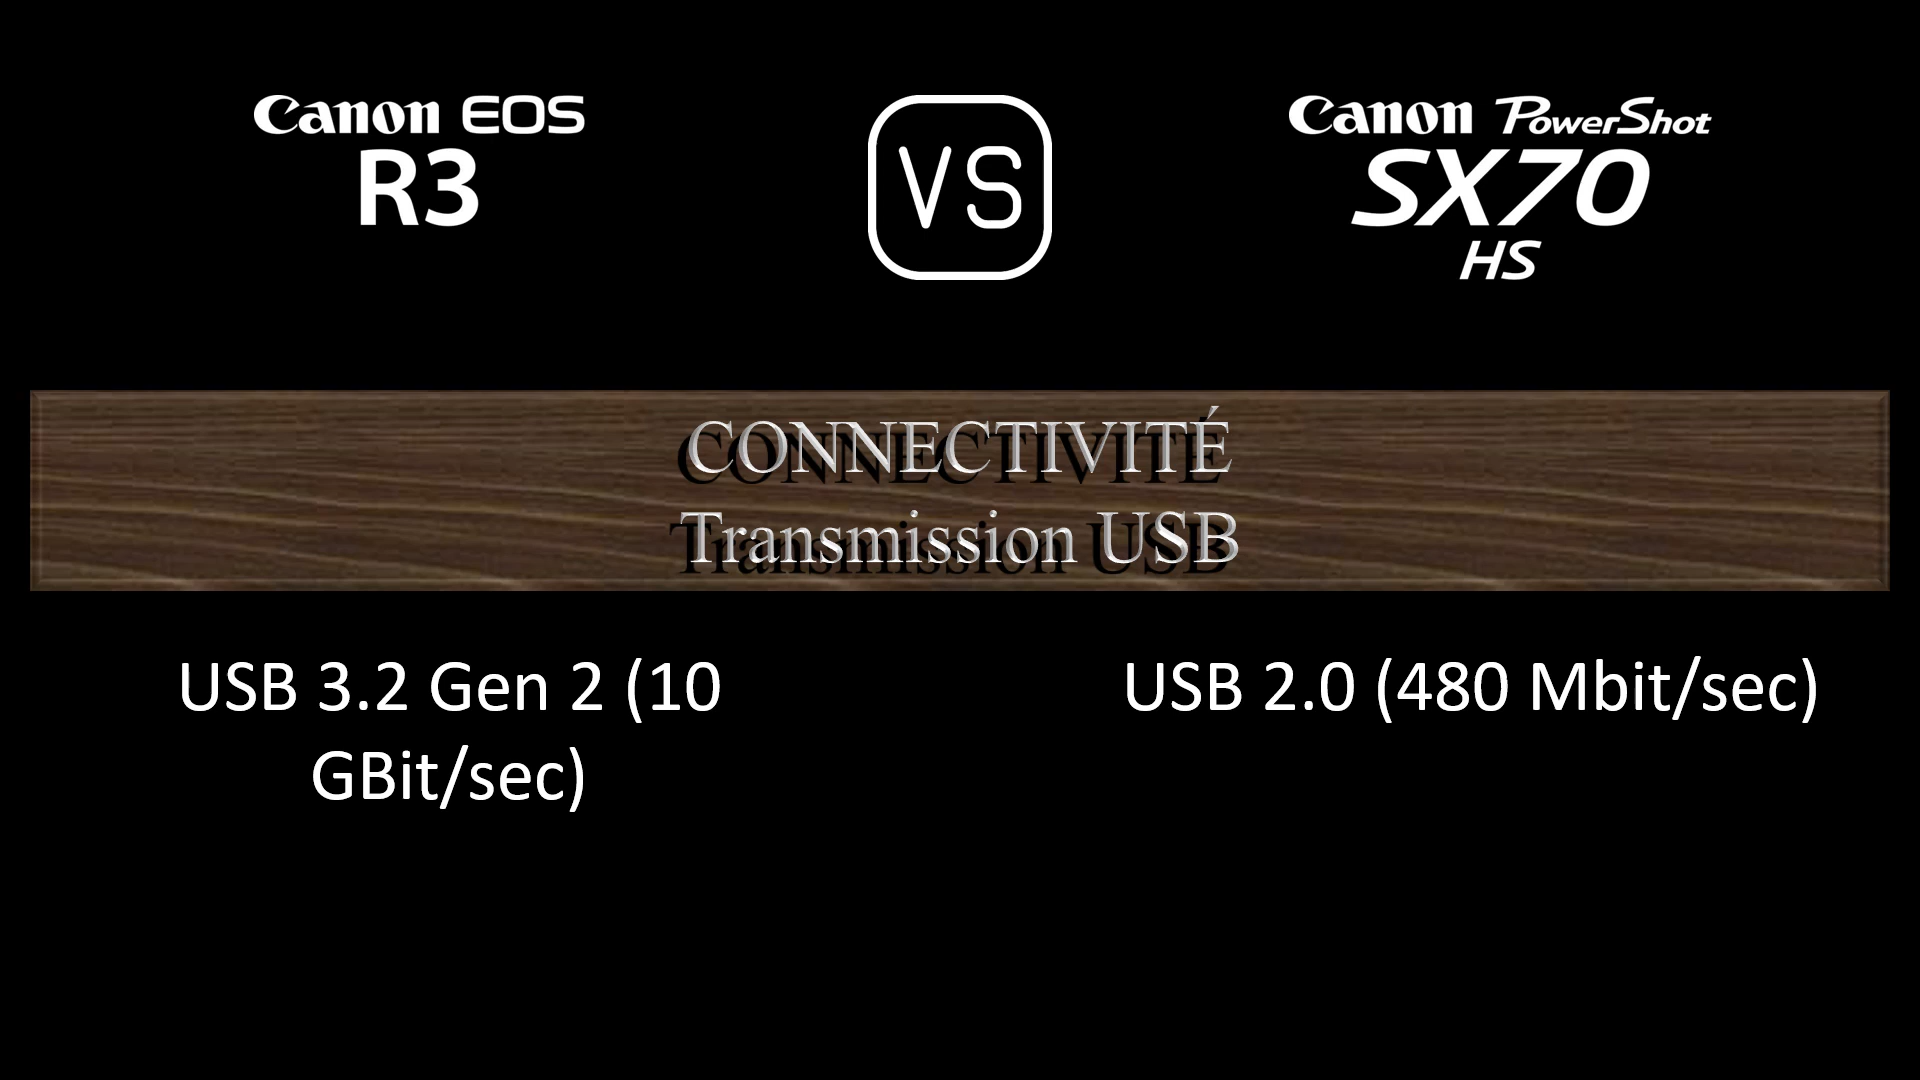 Canon EOS
R3
VS
Canon PowerShot
SX70
HS
CONNECTIVITÉ
Transmission USB
USB 3.2 Gen 2 (10
GBit/sec)
USB 2.0 (480 Mbit/sec)